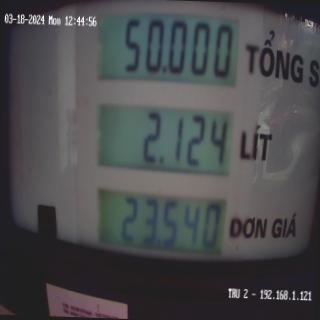 03-18-2024 Mon 12:44:56
50.000 TỔNG S
2.124 LÍT
23.540 ĐƠN GIÁ
TRU 2 - 192.168.1.121